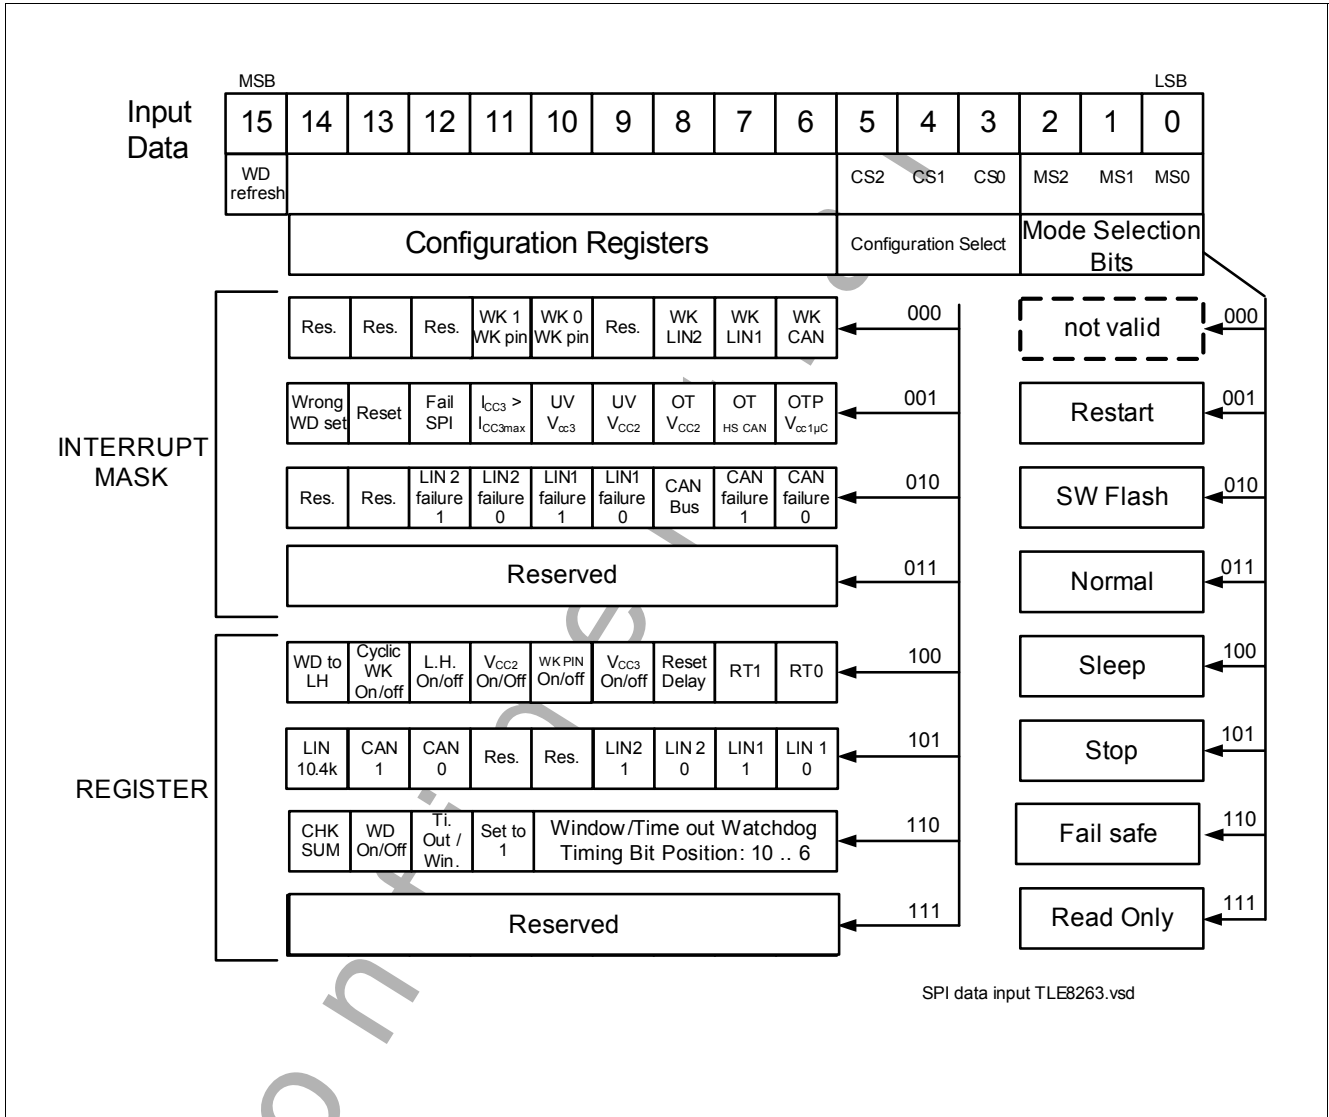 MSB LSB
Input Data 15 14 13 12 11 10 9 8 7 6 5 4 3 2 1 0
WD refresh CS2 CS1 CS0 MS2 MS1 MS0
Configuration Registers Configuration Select Mode Selection Bits
INTERRUPT MASK
Res. Res. Res. WK 1 WK pin WK 0 WK pin Res. WK LIN2 WK LIN1 WK CAN 000 not valid 000
Wrong WD set Reset Fail SPI ICC3 > ICC3max UV Vcc3 UV VCC2 OT VCC2 OT HS CAN OTP Vcc1µC 001 Restart 001
Res. Res. LIN 2 failure 1 LIN2 failure 0 LIN1 failure 1 LIN1 failure 0 CAN Bus CAN failure 1 CAN failure 0 010 SW Flash 010
Reserved 011 Normal 011
REGISTER
WD to LH Cyclic WK On/off L.H. On/off VCC2 On/Off WK PIN On/off VCC3 On/off Reset Delay RT1 RT0 100 Sleep 100
LIN 10.4k CAN 1 CAN 0 Res. Res. LIN2 1 LIN 2 0 LIN1 1 LIN 1 0 101 Stop 101
CHK SUM WD On/Off Ti. Out / Win. Set to 1 Window/Time out Watchdog Timing Bit Position: 10 .. 6 110 Fail safe 110
Reserved 111 Read Only 111
SPI data input TLE8263.vsd